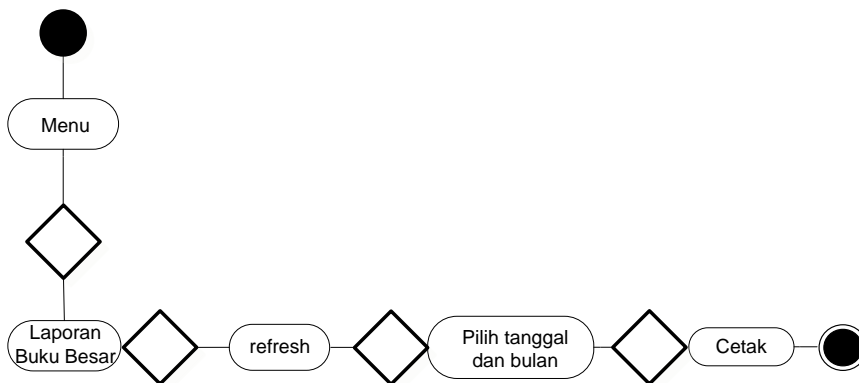 Menu
Laporan
Buku Besar
refresh
Pilih tanggal
dan bulan
Cetak